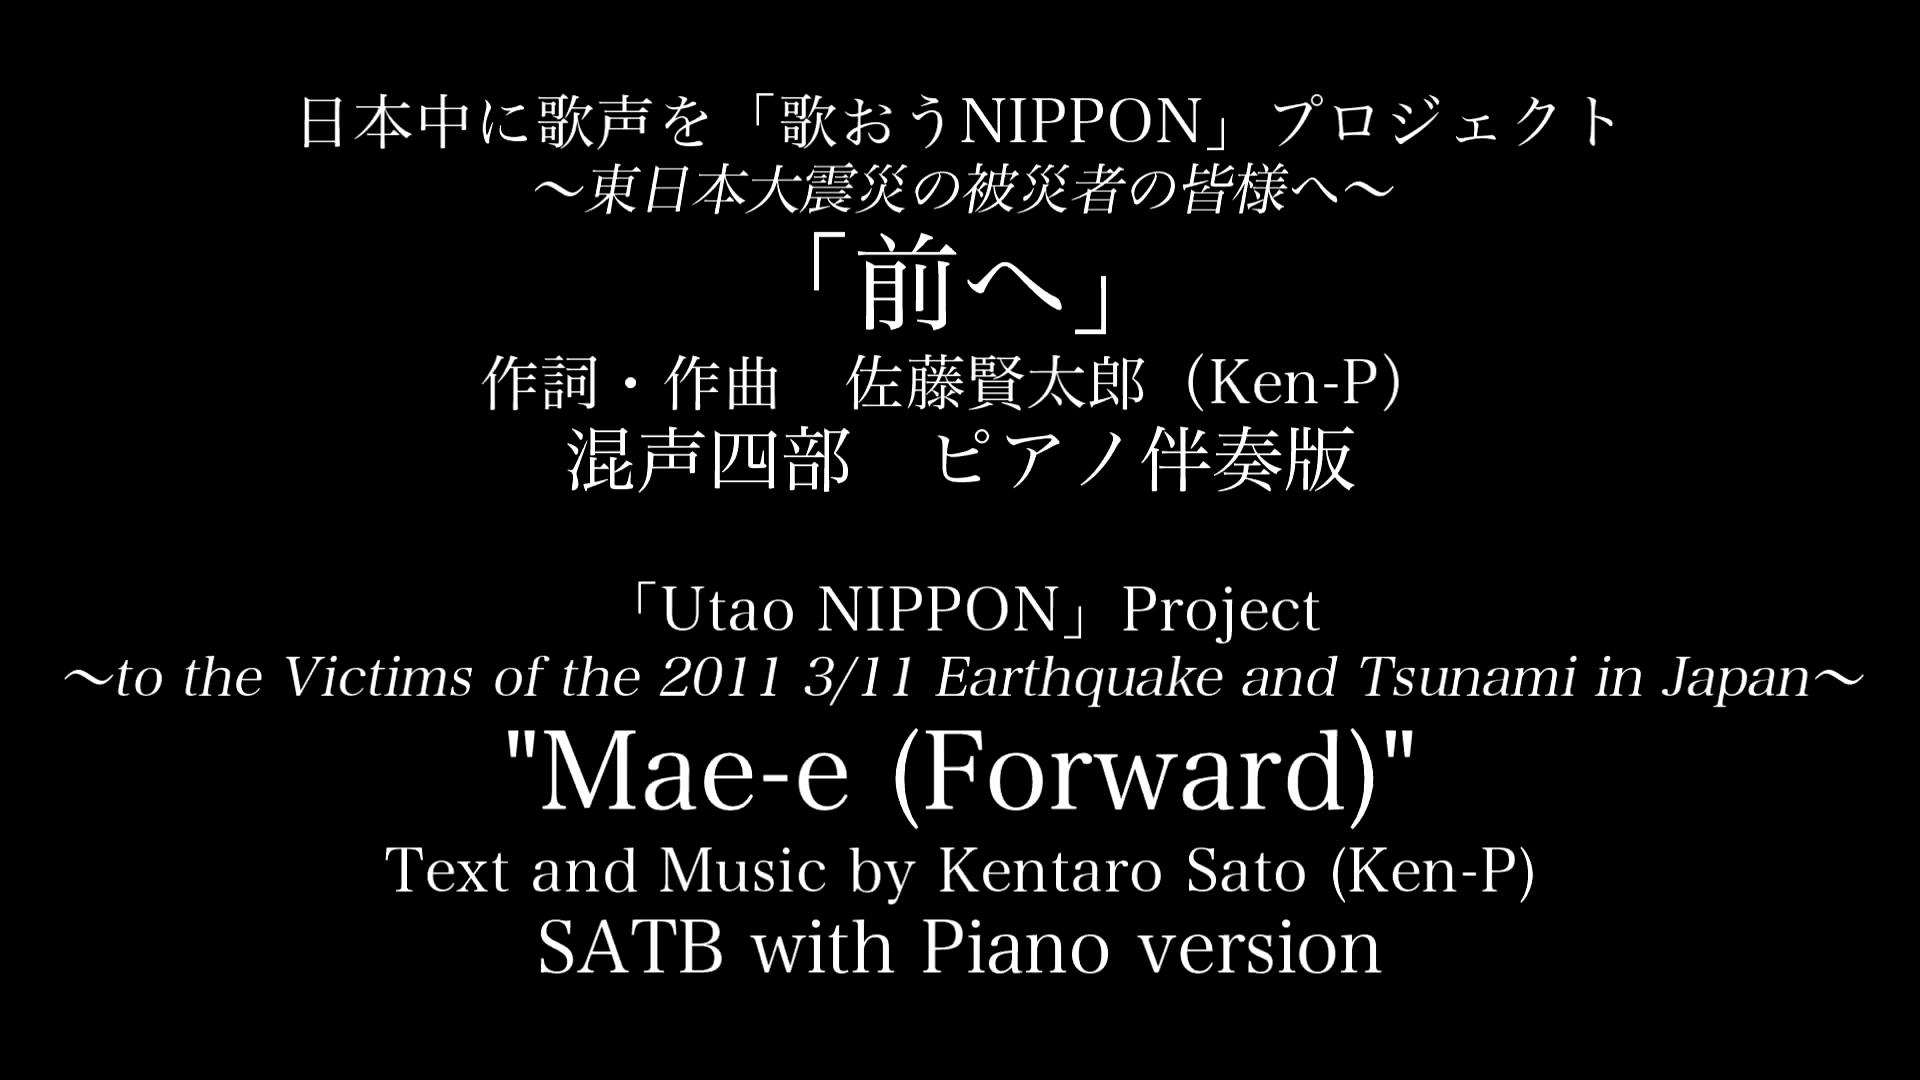 日本中に歌声を「歌おうNIPPON」プロジェクト
～東日本大震災の被災者の皆様へ～
「前へ」
作詞・作曲　佐藤賢太郎（Ken-P）
混声四部　ピアノ伴奏版
「Utao NIPPON」Project
～to the Victims of the 2011 3/11 Earthquake and Tsunami in Japan～
"Mae-e (Forward)"
Text and Music by Kentaro Sato (Ken-P)
SATB with Piano version